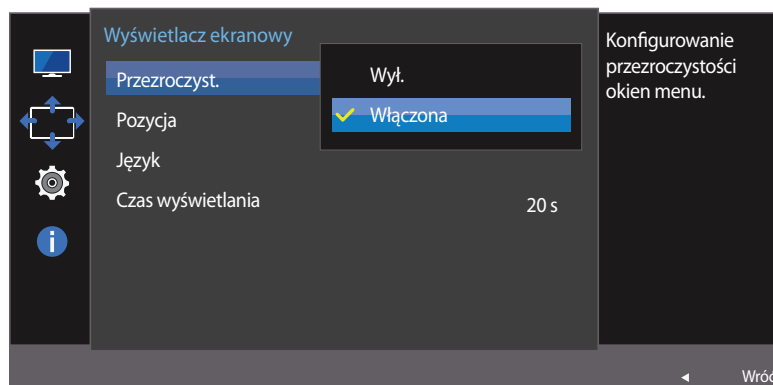 Wyświetlacz ekranowy
Przezroczyst.
Wył.
Włączona
Pozycja
Język
Czas wyświetlania 20 s
Konfigurowanie
przezroczystości
okien menu.